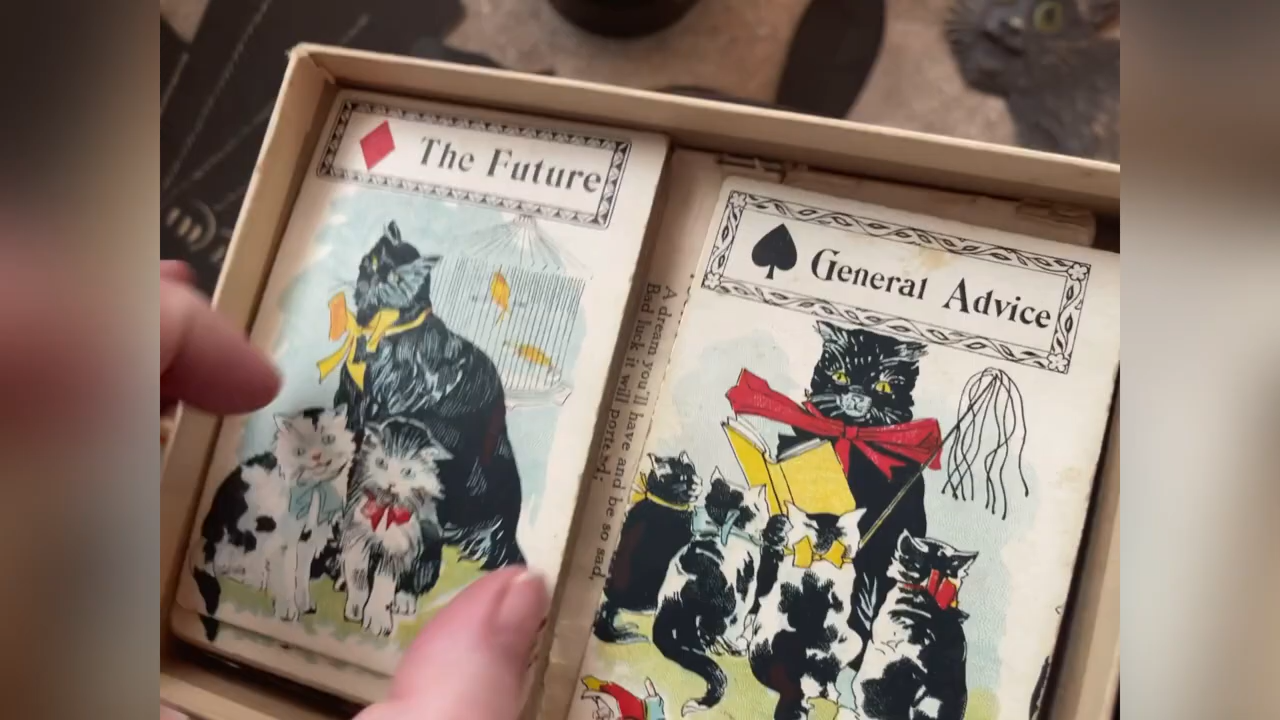 The Future
General Advice
A dream you'll have and be so sad,
Bad luck it will portend;